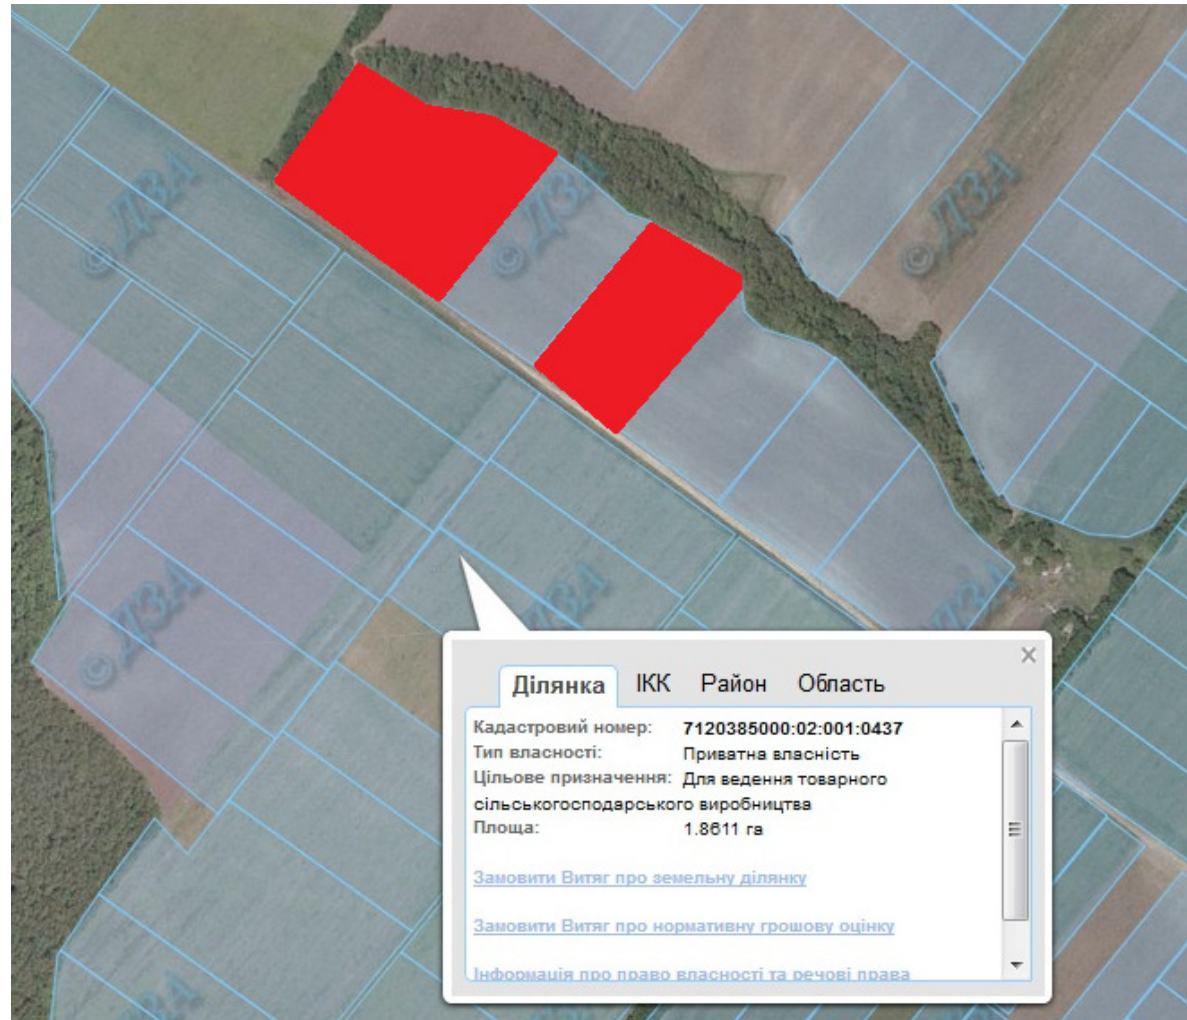 © ДЗА
© ДЗА
© ДЗА
© ДЗА
ДЗА
ДЗА
ДЗА
×
Ділянка ІКК Район Область
Кадастровий номер: 7120385000:02:001:0437
Тип власності: Приватна власність
Цільове призначення: Для ведення товарного
сільськогосподарського виробництва
Площа: 1.8611 га
Замовити Витяг про земельну ділянку
Замовити Витяг про нормативну грошову оцінку
Інформація про право власності та речові права